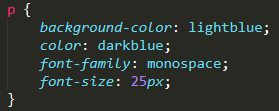 p {
    background-color: lightblue;
    color: darkblue;
    font-family: monospace;
    font-size: 25px;
}